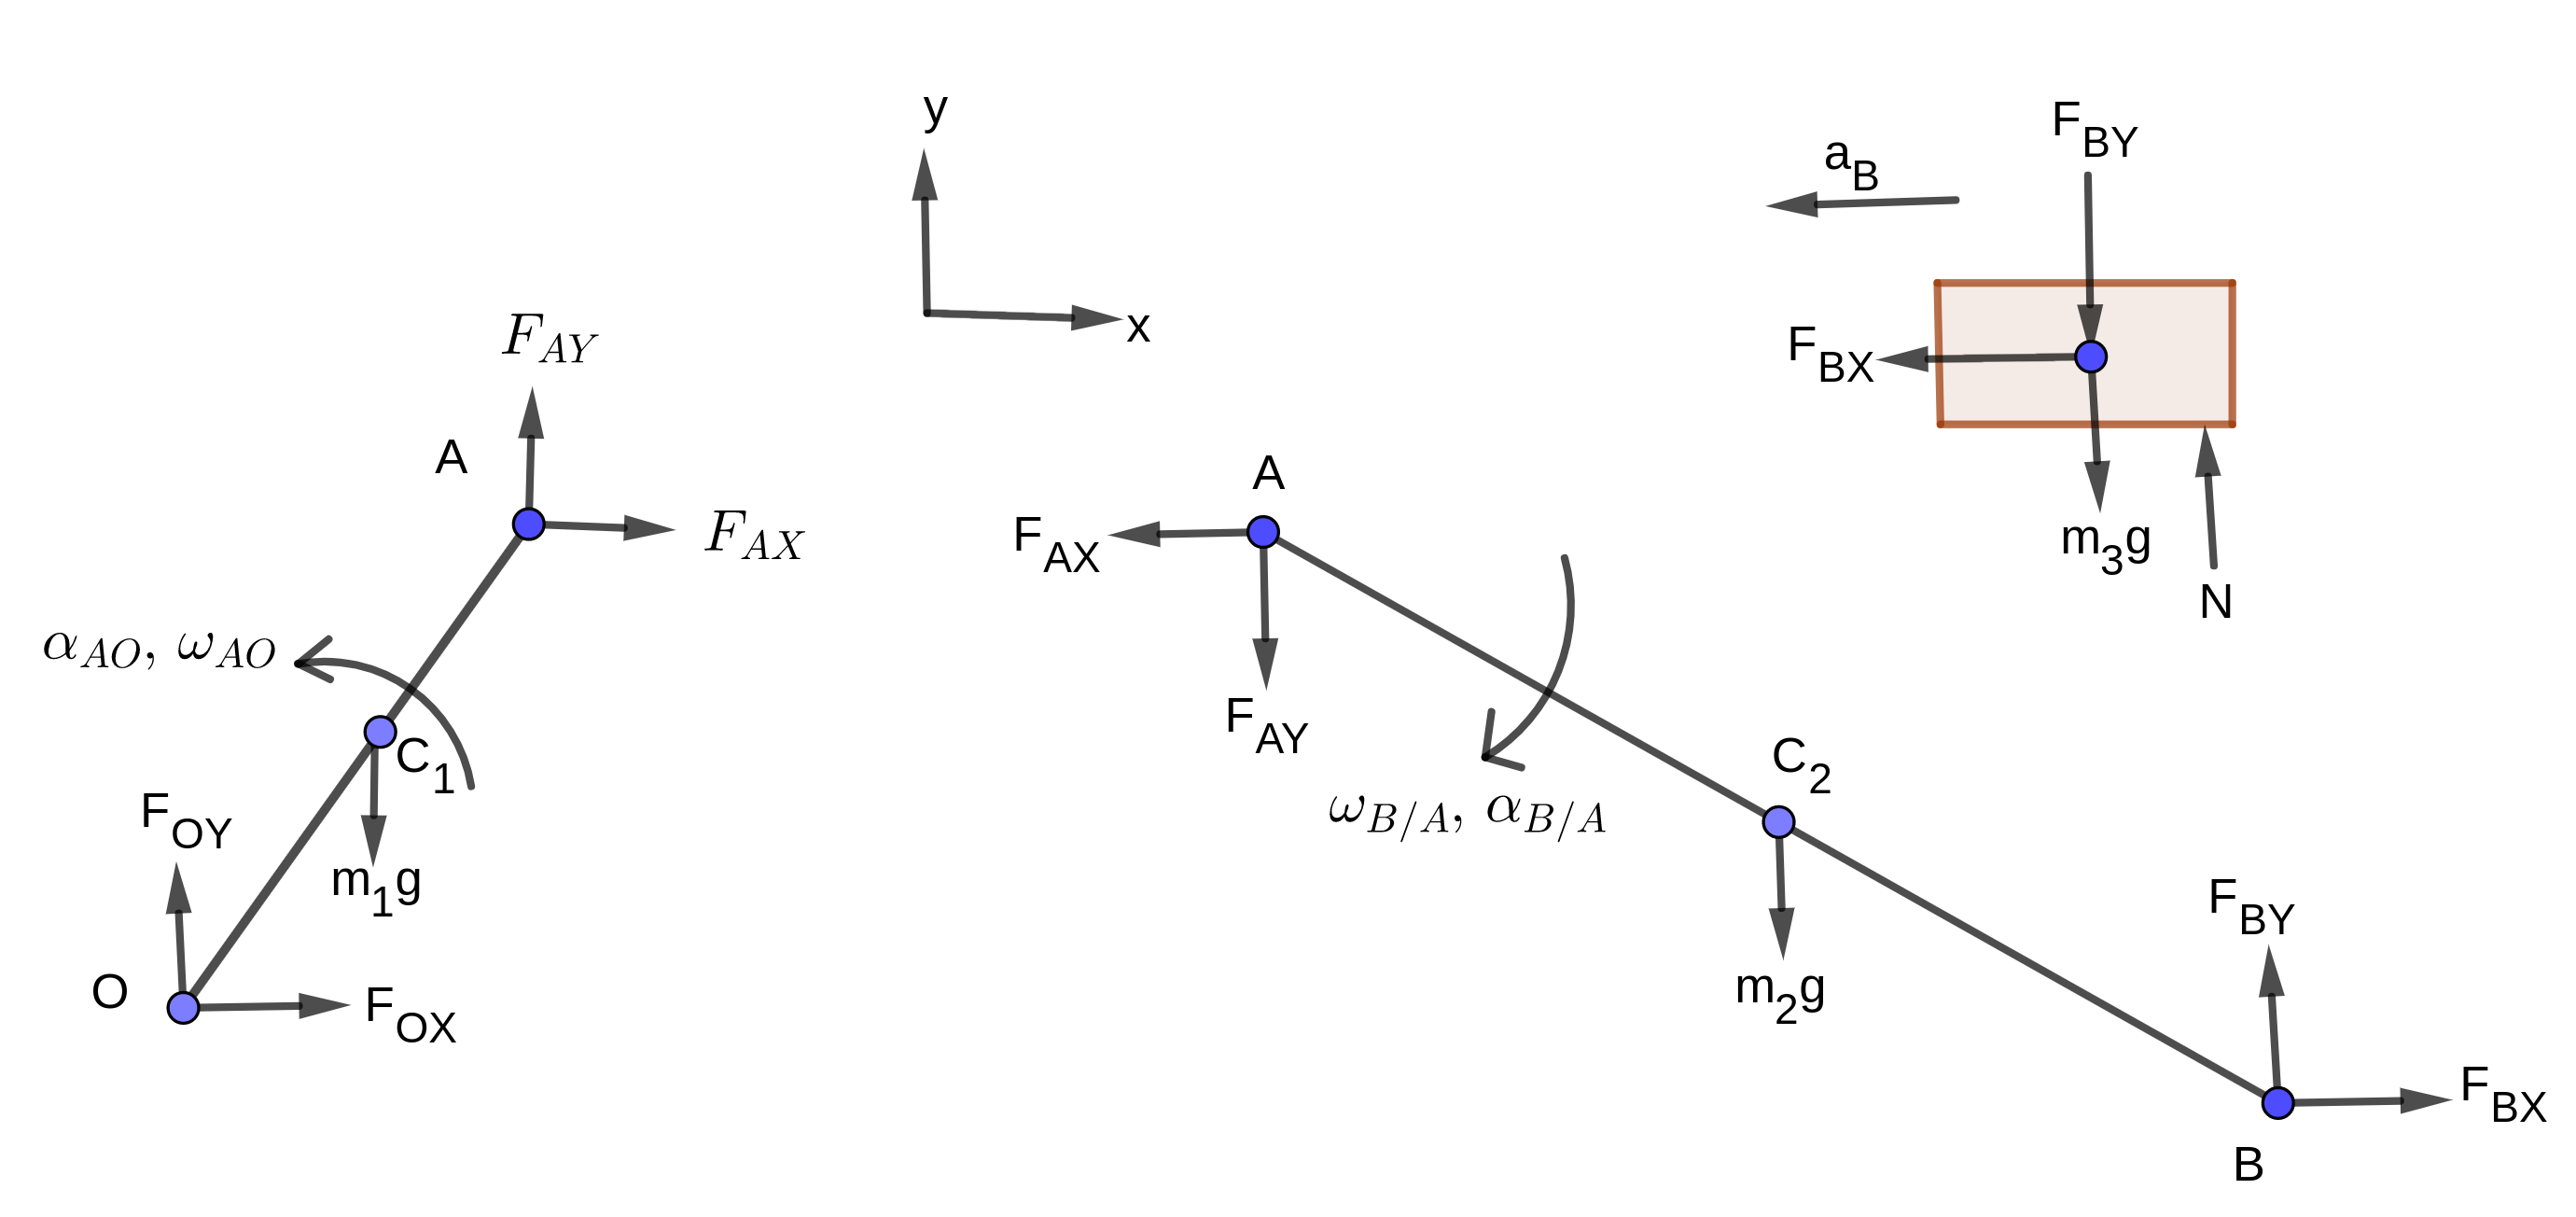 y
x
F_BY
a_B
F_BX
m_3g
N
F_AY
A
F_AX
α_AO, ω_AO
C_1
F_OY
m_1g
O
F_OX
A
F_AX
F_AY
ω_B/A, α_B/A
C_2
m_2g
F_BY
F_BX
B